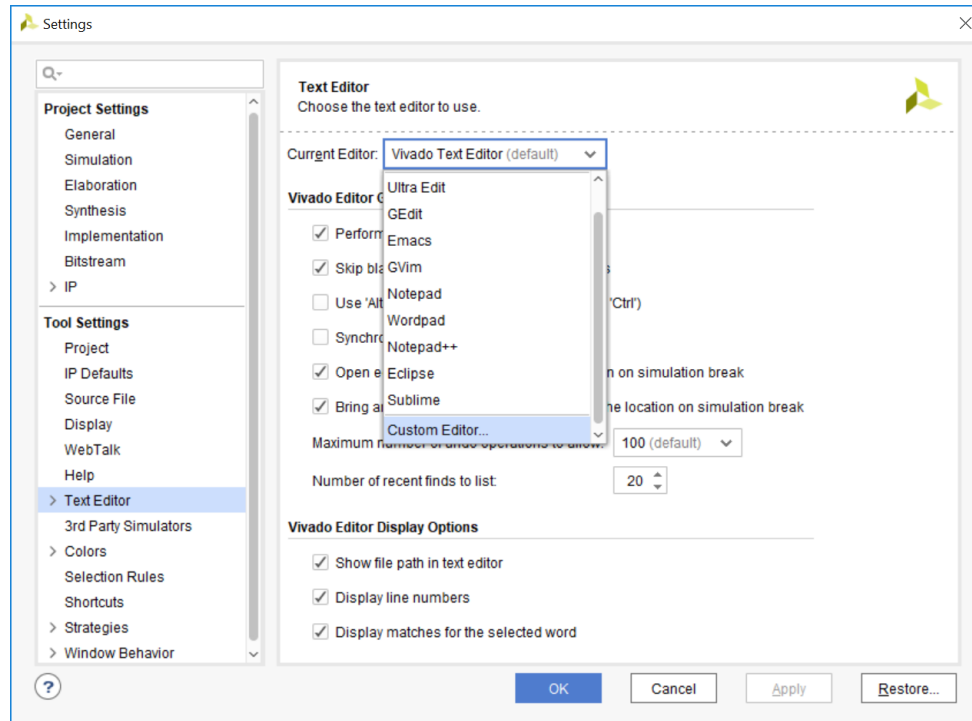 Settings
Project Settings
General
Simulation
Elaboration
Synthesis
Implementation
Bitstream
IP
Tool Settings
Project
IP Defaults
Source File
Display
WebTalk
Help
Text Editor
3rd Party Simulators
Colors
Selection Rules
Shortcuts
Strategies
Window Behavior
Text Editor
Choose the text editor to use.
Current Editor: Vivado Text Editor (default)
Ultra Edit
GEdit
Emacs
GVim
Notepad
Wordpad
Notepad++
Eclipse
Sublime
Custom Editor...
Vivado Editor
Perform
Skip
Use 'Alt 'Ctrl')
Open n on simulation break
Bring location on simulation break
Maximum number of undo operations to allow: 100 (default)
Number of recent finds to list: 20
Vivado Editor Display Options
Show file path in text editor
Display line numbers
Display matches for the selected word
?
OK
Cancel
Apply
Restore...